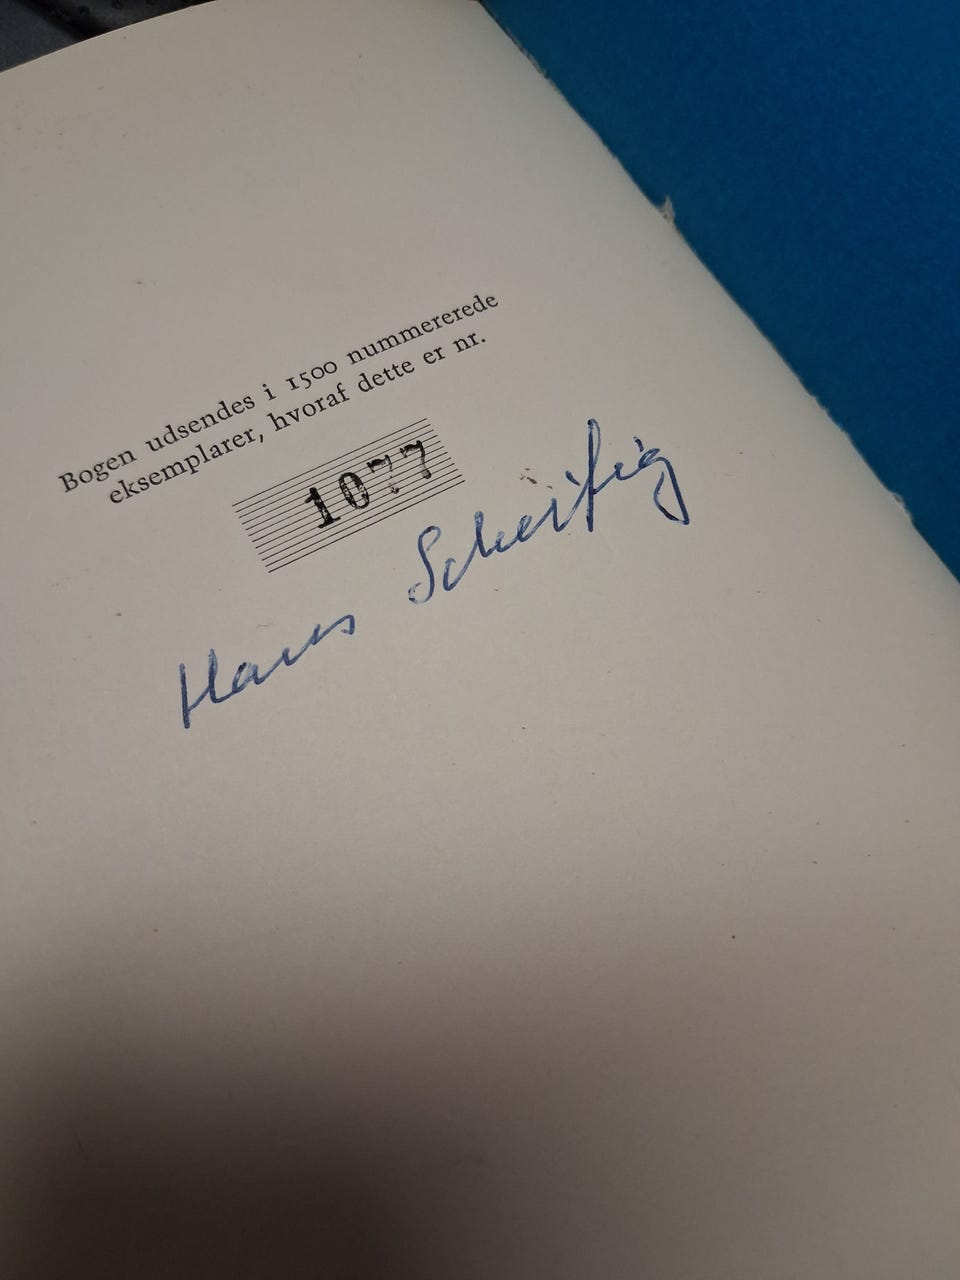 Bogen udsendes i 1500 nummererede
eksemplarer, hvoraf dette er nr.
1077
Hans Scherfig